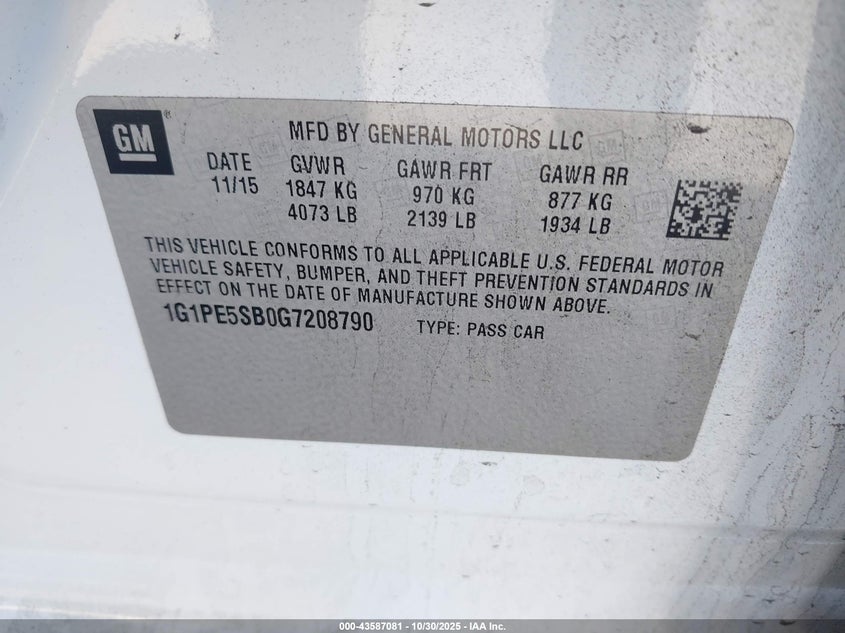 GM ®
MFD BY GENERAL MOTORS LLC
DATE GVWR GAWR FRT GAWR RR
11/15 1847 KG 970 KG 877 KG
4073 LB 2139 LB 1934 LB
THIS VEHICLE CONFORMS TO ALL APPLICABLE U.S. FEDERAL MOTOR
VEHICLE SAFETY, BUMPER, AND THEFT PREVENTION STANDARDS IN
EFFECT ON THE DATE OF MANUFACTURE SHOWN ABOVE.
1G1PE5SB0G7208790 TYPE: PASS CAR
000-43587081 - 10/30/2025 - IAA Inc.